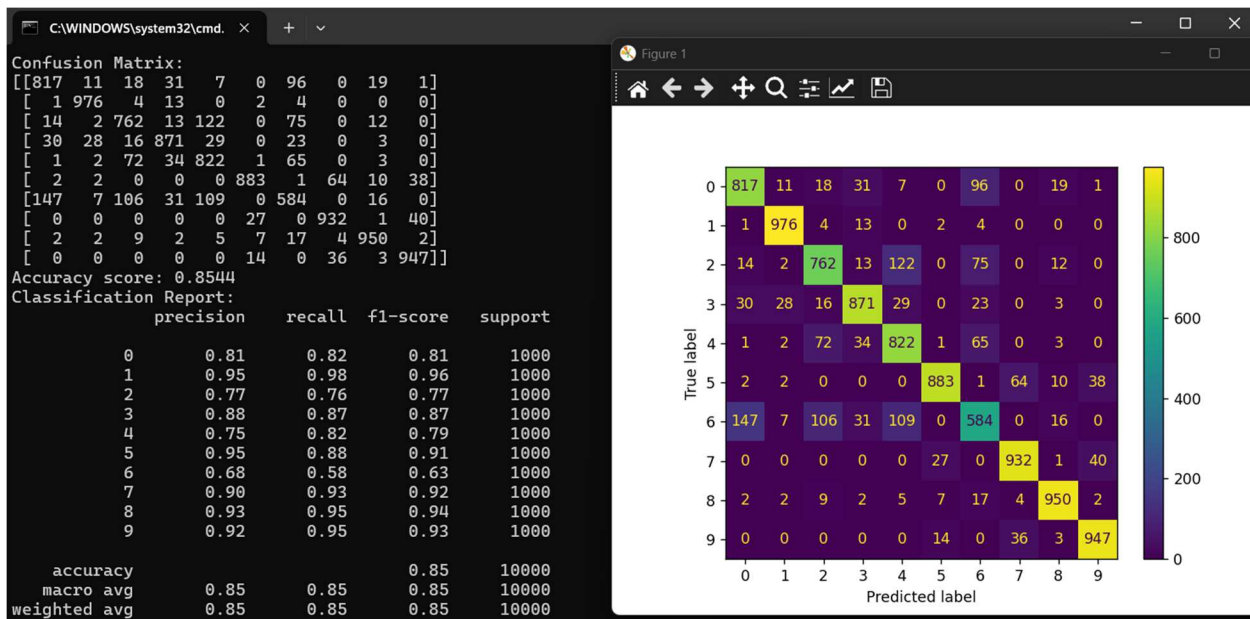 C:\WINDOWS\system32\cmd.
Confusion Matrix:
[[817 11 18 31 7 0 96 0 19 1]
[ 1 976 4 13 0 2 4 0 0 0]
[ 14 2 762 13 122 0 75 0 12 0]
[ 30 28 16 871 29 0 23 0 3 0]
[ 1 2 72 34 822 1 65 0 3 0]
[ 2 2 0 0 0 883 1 64 10 38]
[147 7 106 31 109 0 584 0 16 0]
[ 0 0 0 0 0 27 0 932 1 40]
[ 2 2 9 2 5 7 17 4 950 2]
[ 0 0 0 0 0 14 0 36 3 947]]
Accuracy score: 0.8544
Classification Report:
precision recall f1-score support
0 0.81 0.82 0.81 1000
1 0.95 0.98 0.96 1000
2 0.77 0.76 0.77 1000
3 0.88 0.87 0.87 1000
4 0.75 0.82 0.79 1000
5 0.95 0.88 0.91 1000
6 0.68 0.58 0.63 1000
7 0.90 0.93 0.92 1000
8 0.93 0.95 0.94 1000
9 0.92 0.95 0.93 1000
accuracy 0.85 10000
macro avg 0.85 0.85 0.85 10000
weighted avg 0.85 0.85 0.85 10000
Figure 1
True label
0 817 11 18 31 7 0 96 0 19 1
1 1 976 4 13 0 2 4 0 0 0
2 14 2 762 13 122 0 75 0 12 0
3 30 28 16 871 29 0 23 0 3 0
4 1 2 72 34 822 1 65 0 3 0
5 2 2 0 0 0 883 1 64 10 38
6 147 7 106 31 109 0 584 0 16 0
7 0 0 0 0 0 27 0 932 1 40
8 2 2 9 2 5 7 17 4 950 2
9 0 0 0 0 0 14 0 36 3 947
0 1 2 3 4 5 6 7 8 9
Predicted label
800
600
400
200
0